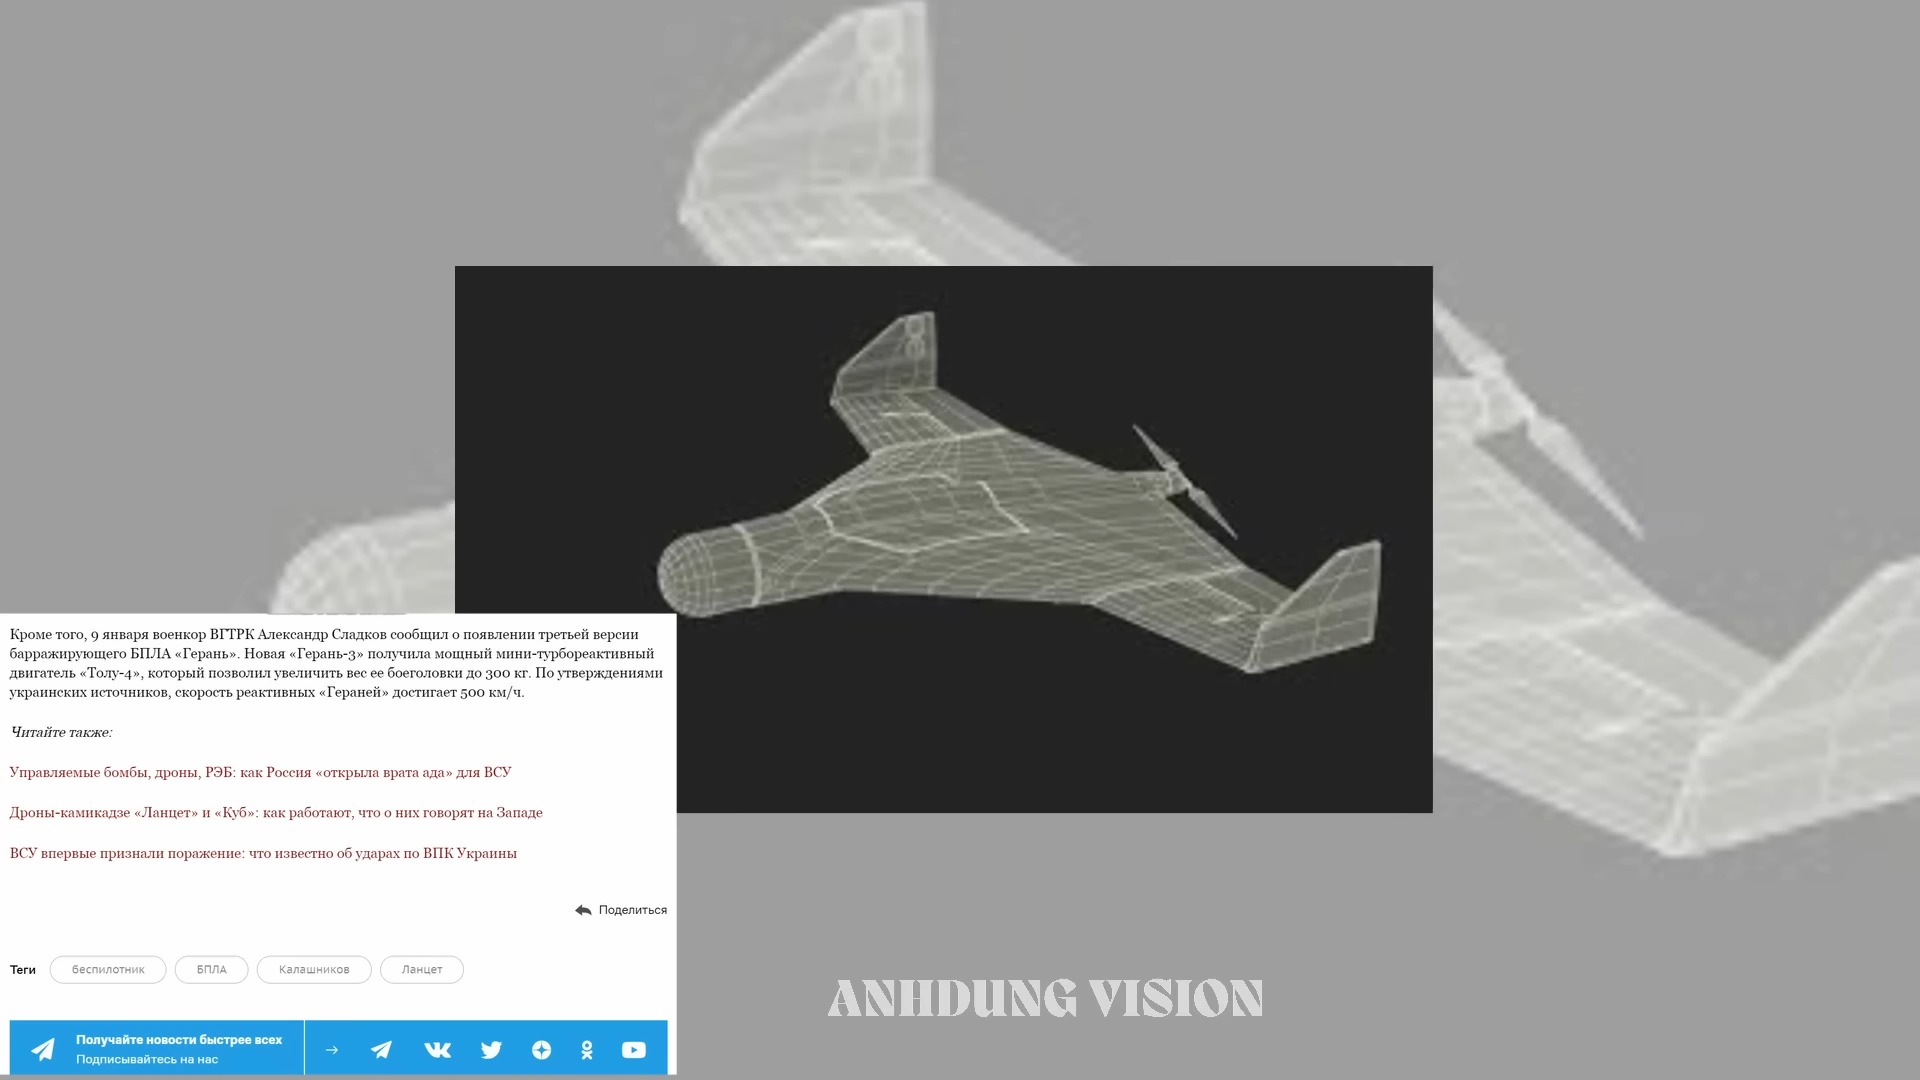 Кроме того, 9 января военкор ВГТРК Александр Сладков сообщил о появлении третьей версии
барражирующего БПЛА «Герань». Новая «Герань-3» получила мощный мини-турбореактивный
двигатель «Толу-4», который позволил увеличить вес ее боеголовки до 300 кг. По утверждениями
украинских источников, скорость реактивных «Гераней» достигает 500 км/ч.
Читайте также:
Управляемые бомбы, дроны, РЭБ: как Россия «открыла врата ада» для ВСУ
Дроны-камикадзе «Ланцет» и «Куб»: как работают, что о них говорят на Западе
ВСУ впервые признали поражение: что известно об ударах по ВПК Украины
Поделиться
Теги беспилотник БПЛА Калашников Ланцет
Получайте новости быстрее всех
Подписывайтесь на нас
ANHDUNG VISION